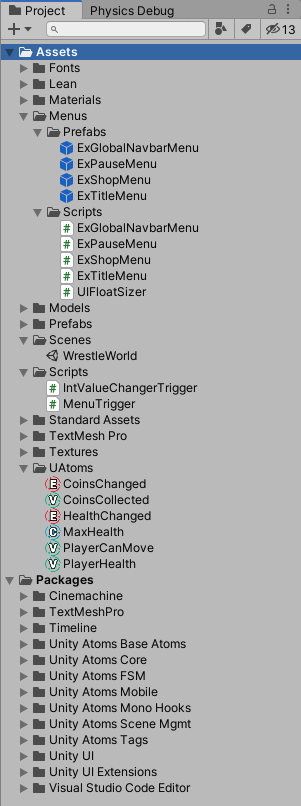 Project
Physics Debug
13
Assets
Fonts
Lean
Materials
Menus
Prefabs
ExGlobalNavbarMenu
ExPauseMenu
ExShopMenu
ExTitleMenu
Scripts
# ExGlobalNavbarMenu
# ExPauseMenu
# ExShopMenu
# ExTitleMenu
# UIFloatSizer
Models
Prefabs
Scenes
WrestleWorld
Scripts
# IntValueChangerTrigger
# MenuTrigger
Standard Assets
TextMesh Pro
Textures
UAtoms
E CoinsChanged
V CoinsCollected
E HealthChanged
C MaxHealth
V PlayerCanMove
V PlayerHealth
Packages
Cinemachine
TextMeshPro
Timeline
Unity Atoms Base Atoms
Unity Atoms Core
Unity Atoms FSM
Unity Atoms Mobile
Unity Atoms Mono Hooks
Unity Atoms Scene Mgmt
Unity Atoms Tags
Unity UI
Unity UI Extensions
Visual Studio Code Editor